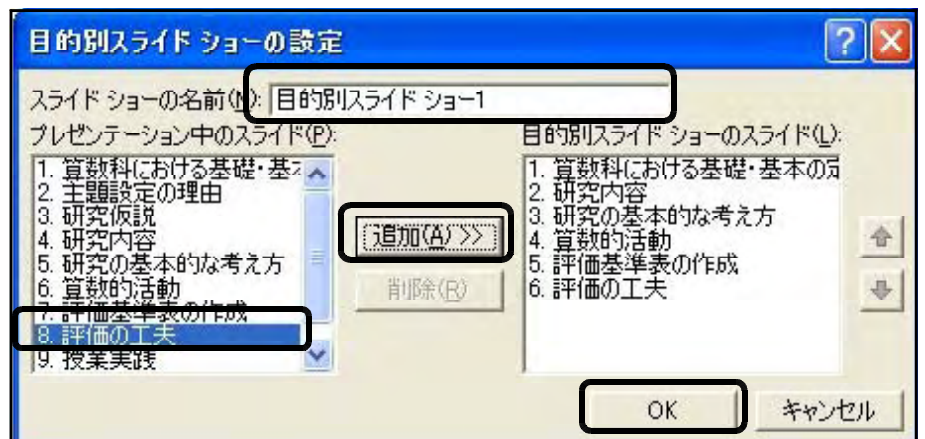 目的別スライド ショーの設定
スライド ショーの名前(N): 目的別スライド ショー1
プレゼンテーション中のスライド(P):
1. 算数科における基礎・基
2. 主題設定の理由
3. 研究仮説
4. 研究内容
5. 研究の基本的な考え方
6. 算数的活動
7. 評価基準表の作成
8. 評価の工夫
9. 授業実践
追加(A) >>
削除(R)
目的別スライド ショーのスライド(L):
1. 算数科における基礎・基本の定
2. 研究内容
3. 研究の基本的な考え方
4. 算数的活動
5. 評価基準表の作成
6. 評価の工夫
OK
キャンセル